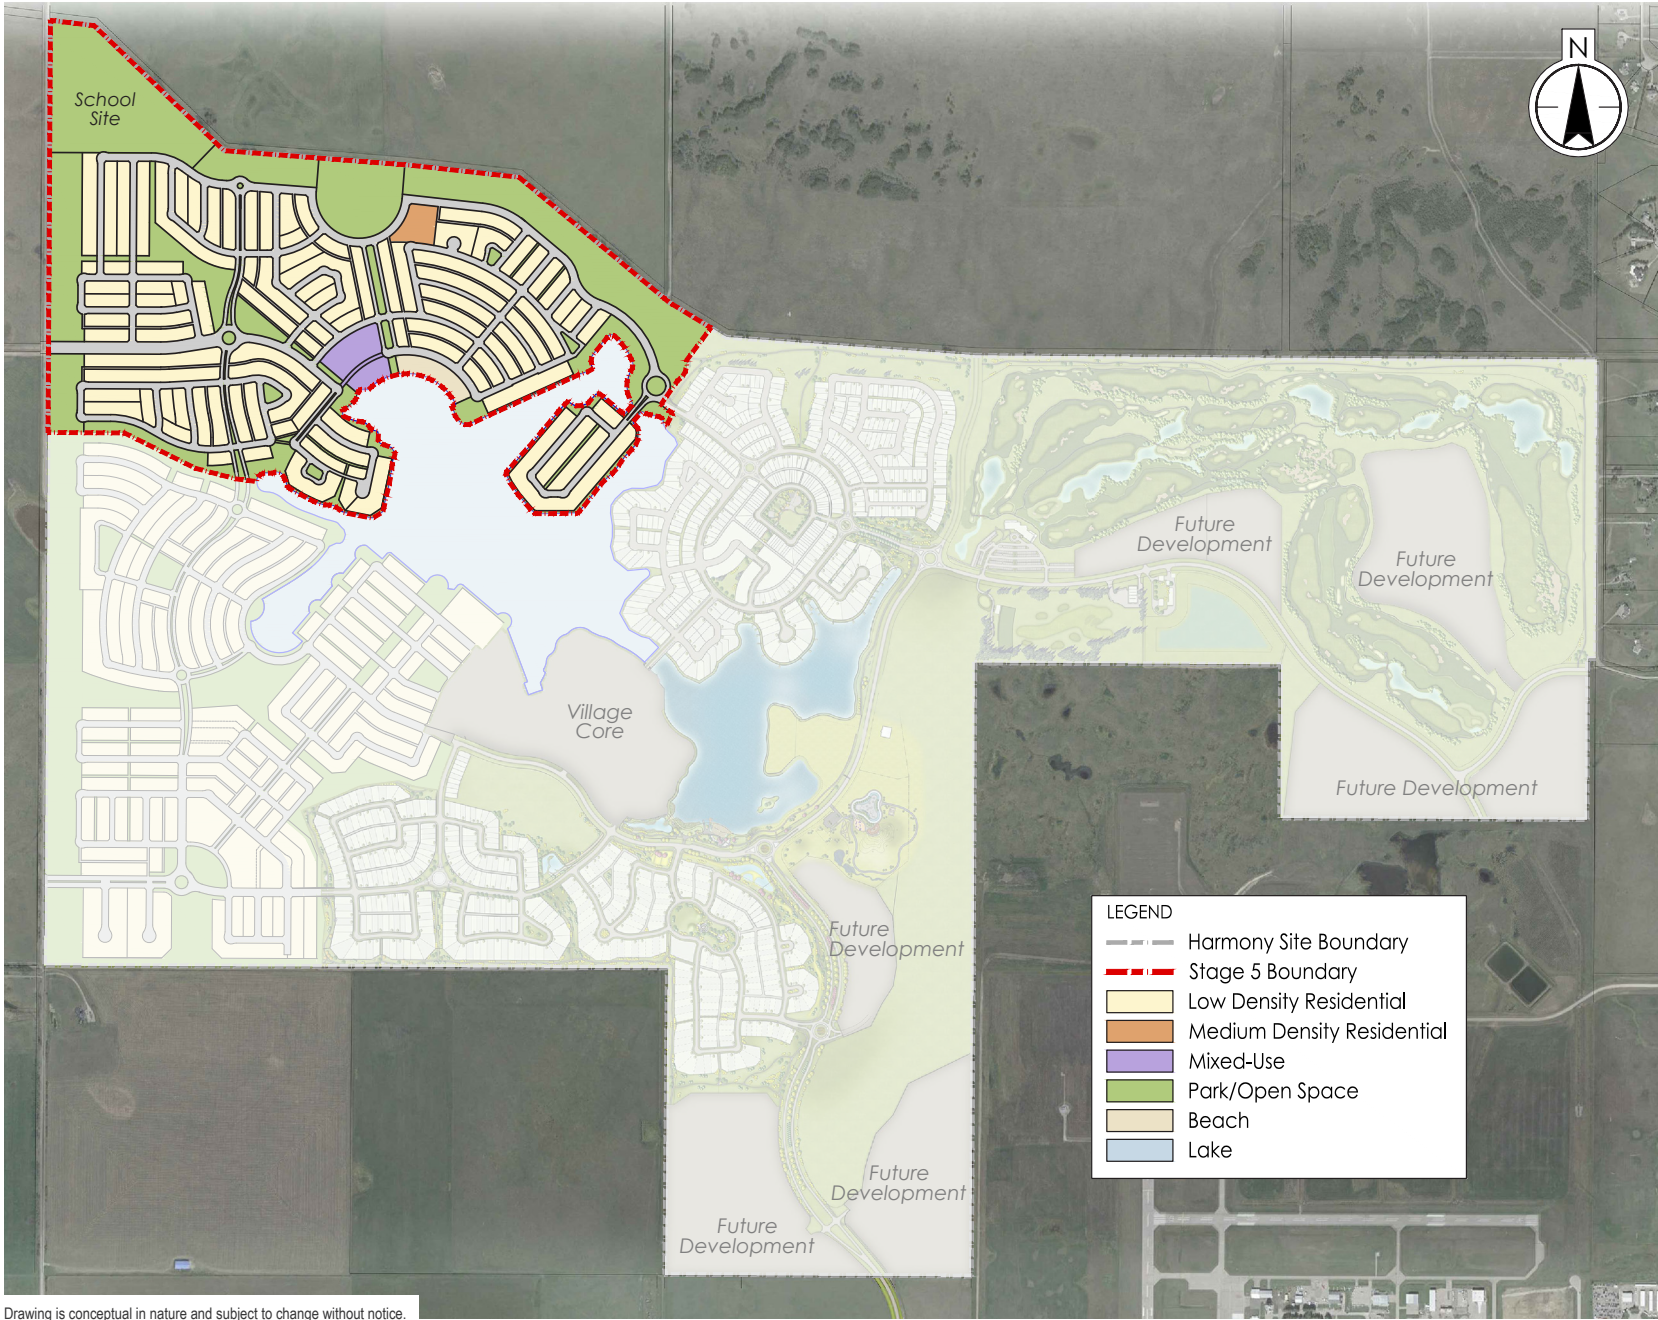 N
School
Site
Future
Development
Future
Development
Village
Core
Future Development
LEGEND
Harmony Site Boundary
Stage 5 Boundary
Low Density Residential
Medium Density Residential
Mixed-Use
Park/Open Space
Beach
Lake
Future
Development
Future
Development
Future
Development
Drawing is conceptual in nature and subject to change without notice.